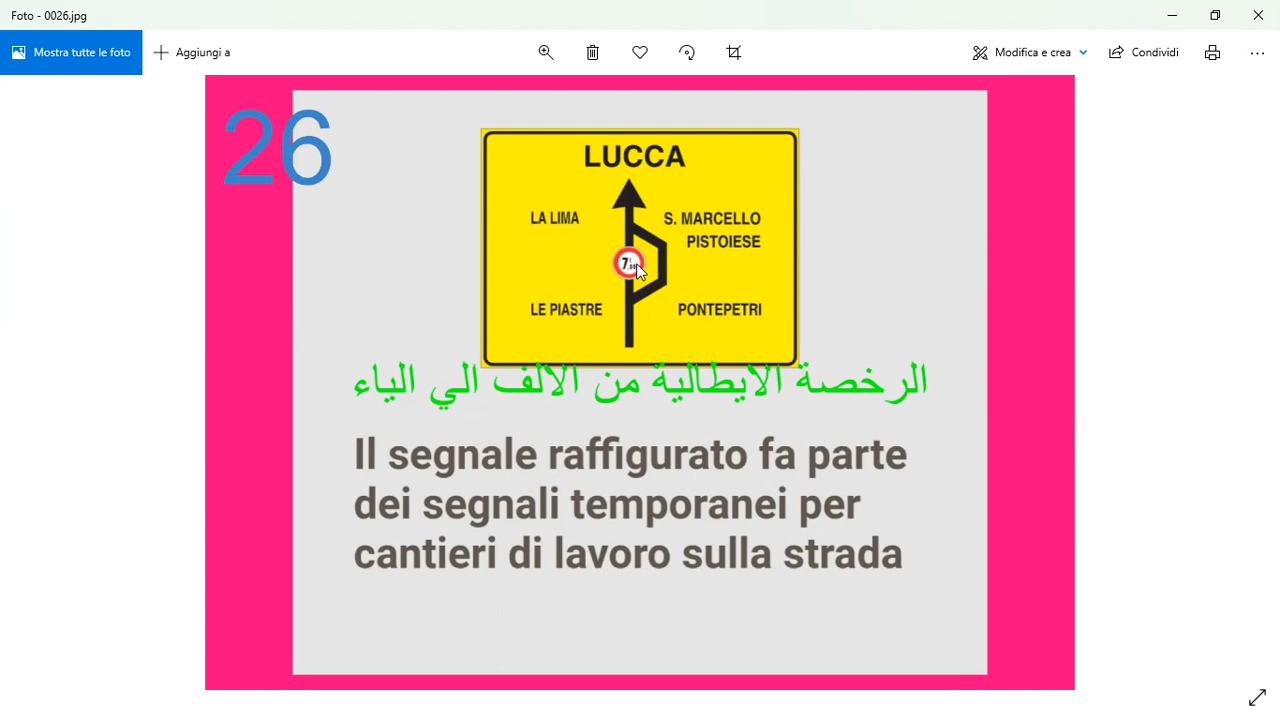 Foto - 0026.jpg
Mostra tutte le foto
Aggiungi a
Modifica e crea
Condividi
26
LUCCA
LA LIMA
S. MARCELLO
PISTOIESE
7
LE PIASTRE
PONTEPETRI
الرخصة الايطالية من الالف الي الياء
Il segnale raffigurato fa parte
dei segnali temporanei per
cantieri di lavoro sulla strada